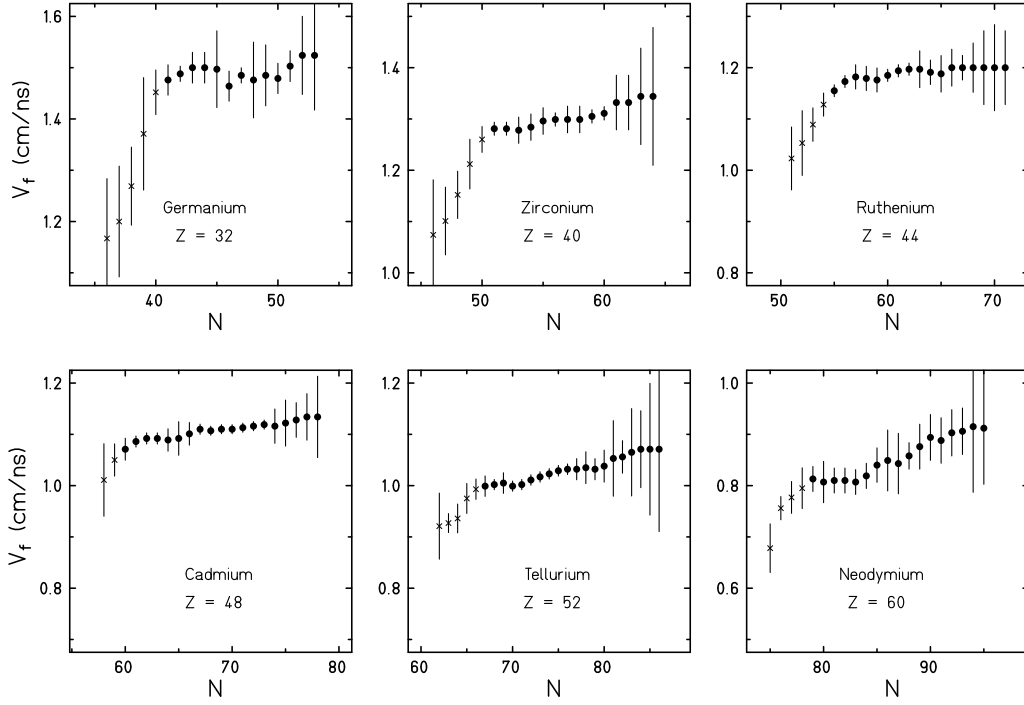 1.6
1.4
1.2
V_f (cm/ns)
Germanium
Z = 32
40
50
N
1.4
1.2
1.0
Zirconium
Z = 40
50
60
N
1.2
1.0
0.8
Ruthenium
Z = 44
50
60
70
N
1.2
1.0
0.8
V_f (cm/ns)
Cadmium
Z = 48
60
70
80
N
1.2
1.0
0.8
Tellurium
Z = 52
60
70
80
N
1.0
0.8
0.6
Neodymium
Z = 60
80
90
N